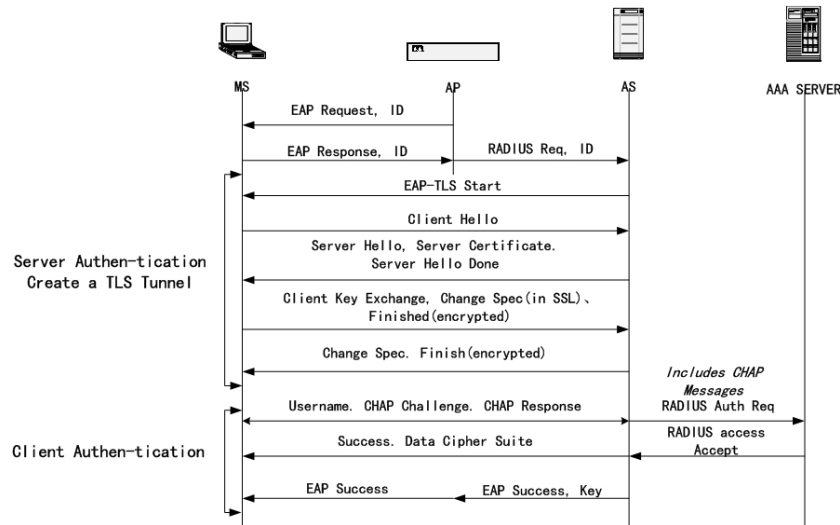 MS AP AS AAA SERVER
EAP Request, ID
EAP Response, ID RADIUS Req, ID
EAP-TLS Start
Client Hello
Server Authen-tication
Create a TLS Tunnel
Server Hello, Server Certificate.
Server Hello Done
Client Key Exchange, Change Spec(in SSL)、
Finished(encrypted)
Change Spec. Finish(encrypted)
Includes CHAP
Messages
Username. CHAP Challenge. CHAP Response RADIUS Auth Req
Client Authen-tication
Success. Data Cipher Suite
RADIUS access
Accept
EAP Success EAP Success, Key